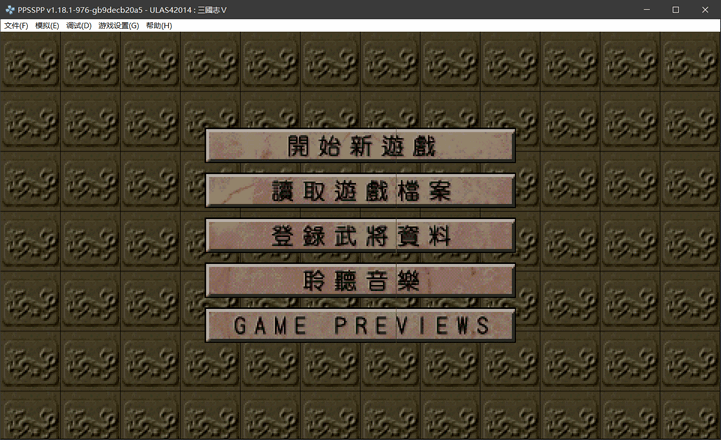 PPSSPP v1.18.1-976-gb9decb20a5 - ULAS42014 : 三國志Ⅴ
文件(F) 模拟(E) 调试(D) 游戏设置(G) 帮助(H)
開始新遊戲
讀取遊戲檔案
登錄武將資料
聆聽音樂
GAME PREVIEWS